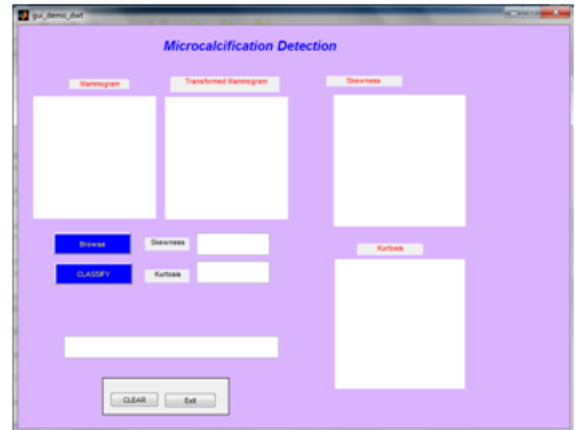 gui_demo_dwt
Microcalcification Detection
Mammogram
Transformed Mammogram
Skewness
Browse
Skewness
CLASSIFY
Kurtosis
Kurtosis
CLEAR
Exit